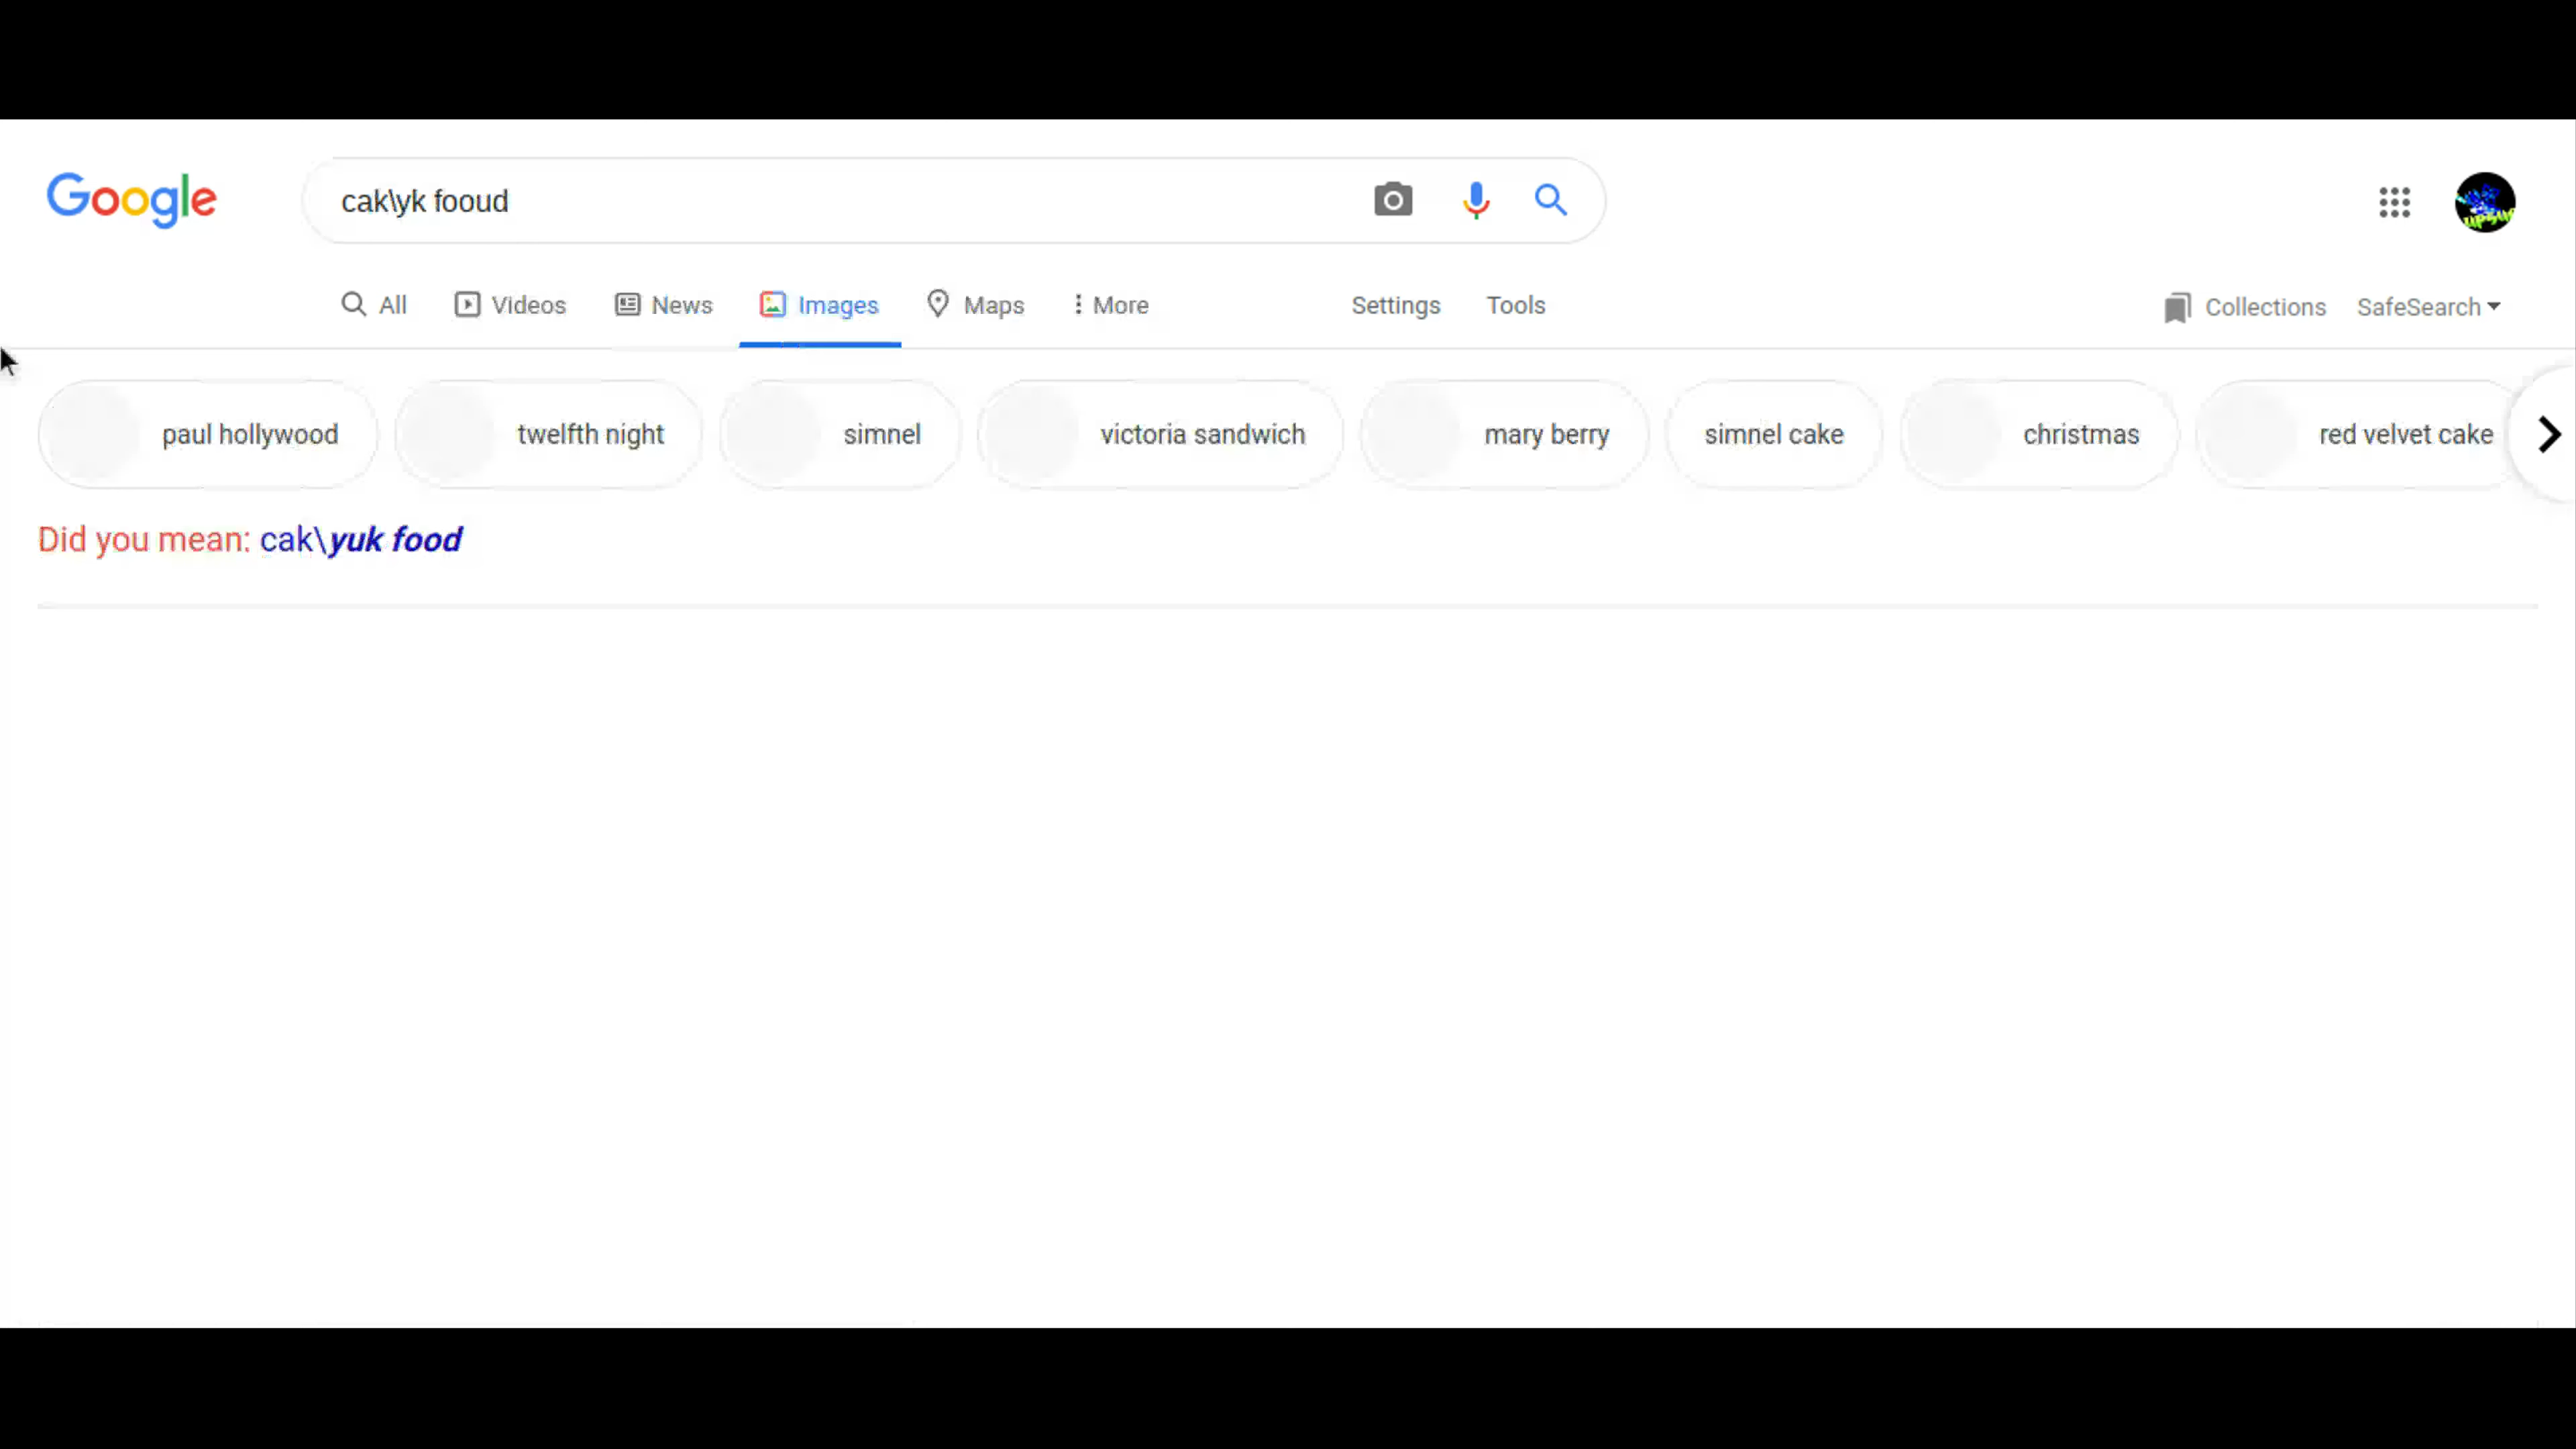 Google cak\yk fooud
All Videos News Images Maps More Settings Tools Collections SafeSearch
paul hollywood twelfth night simnel victoria sandwich mary berry simnel cake christmas red velvet cake
Did you mean: cak\yuk food